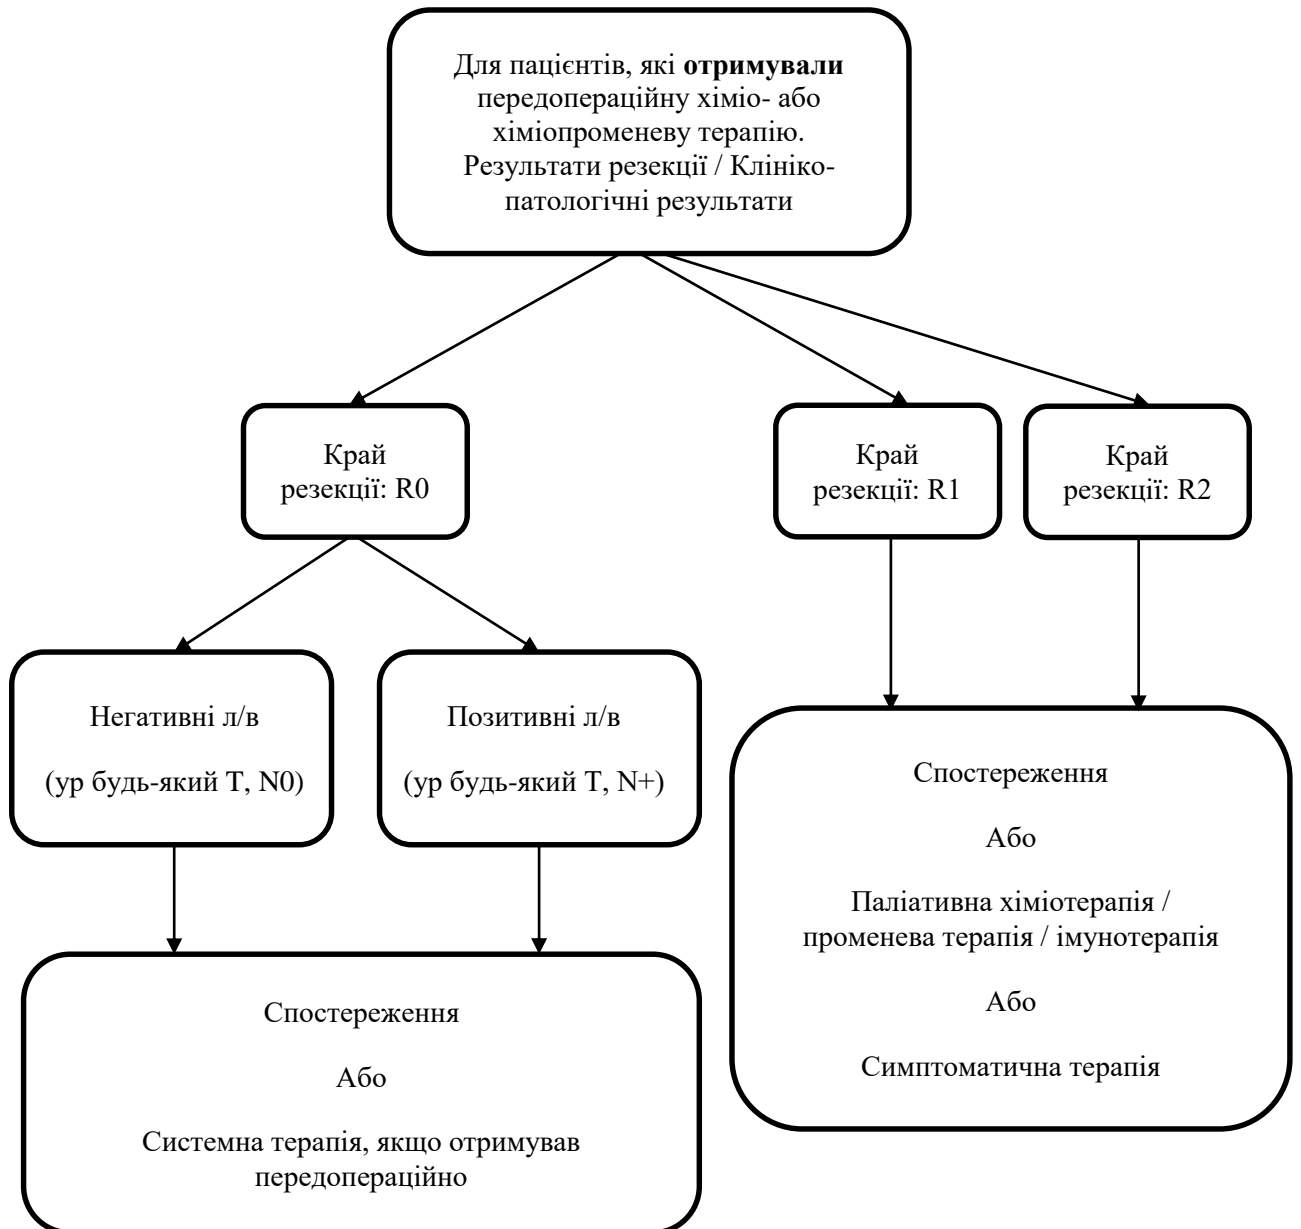 Для пацієнтів, які отримували
передопераційну хіміо- або
хіміопроменеву терапію.
Результати резекції / Клініко-
патологічні результати
Край
резекції: R0
Край
резекції: R1
Край
резекції: R2
Негативні л/в
(ур будь-який Т, N0)
Позитивні л/в
(ур будь-який Т, N+)
Спостереження
Або
Паліативна хіміотерапія /
променева терапія / імунотерапія
Або
Симптоматична терапія
Спостереження
Або
Системна терапія, якщо отримував
передопераційно